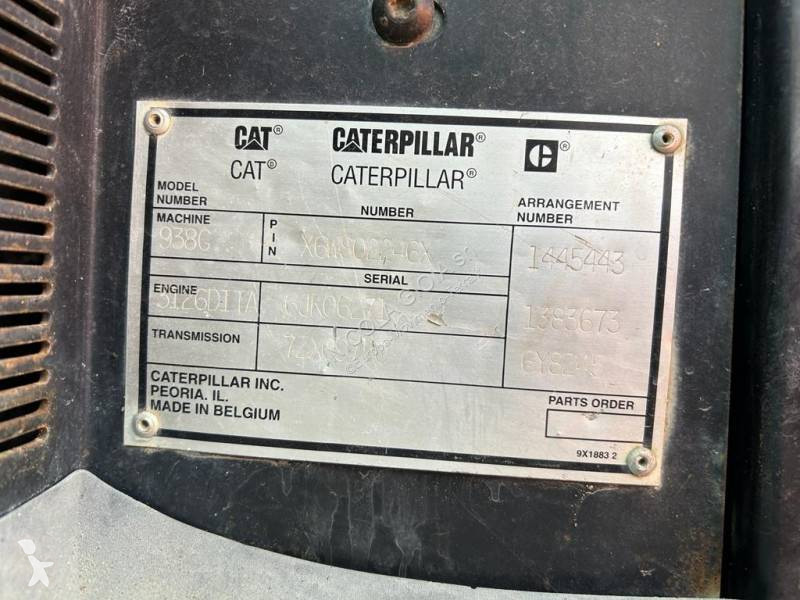 CAT® CATERPILLAR® C®
CAT® CATERPILLAR®
MODEL NUMBER NUMBER ARRANGEMENT NUMBER
MACHINE 938G PIN 1445443
SERIAL
ENGINE 3126DITA 1383673
TRANSMISSION
CATERPILLAR INC.
PEORIA. IL.
MADE IN BELGIUM
PARTS ORDER
9X1883 2